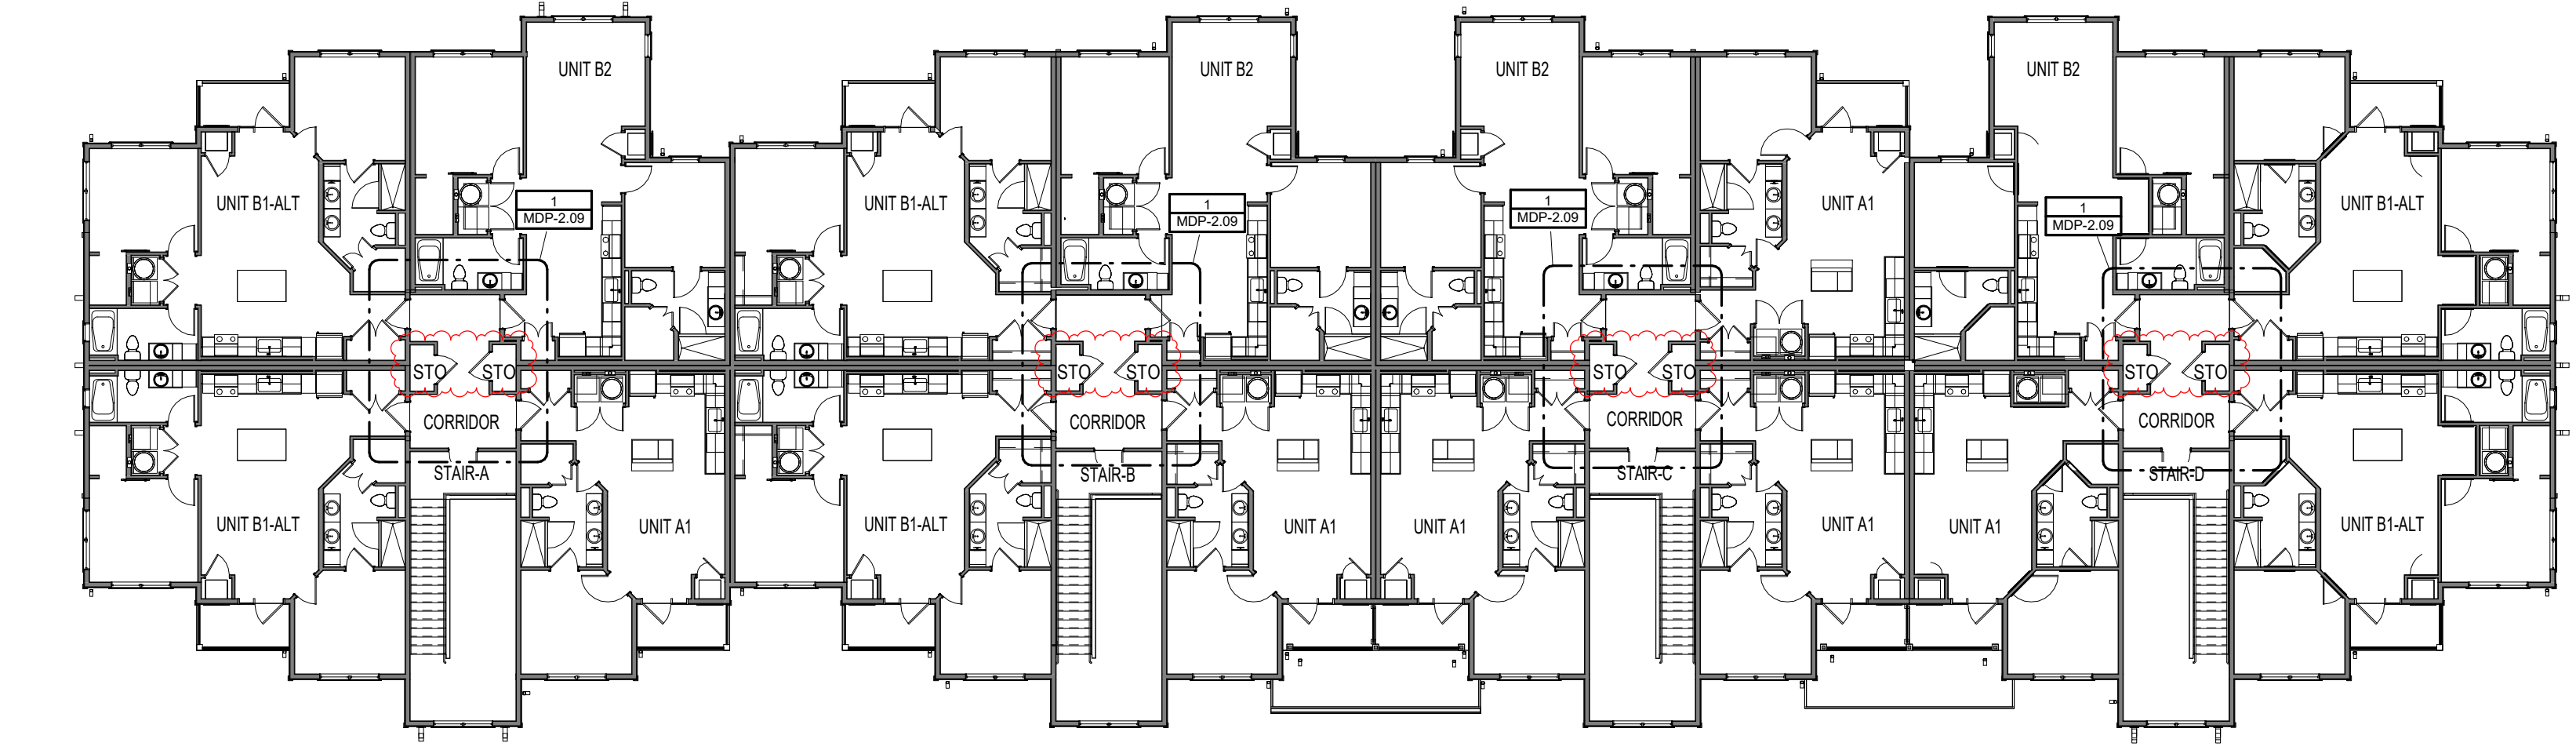 UNIT B2
UNIT B2
UNIT B2
UNIT B2
UNIT B1-ALT
1
MDP-2.09
UNIT B1-ALT
1
MDP-2.09
1
MDP-2.09
UNIT A1
1
MDP-2.09
UNIT B1-ALT
STO
STO
STO
STO
STO
STO
STO
STO
CORRIDOR
CORRIDOR
CORRIDOR
CORRIDOR
STAIR-A
STAIR-B
STAIR-C
STAIR-D
UNIT B1-ALT
UNIT A1
UNIT B1-ALT
UNIT A1
UNIT A1
UNIT A1
UNIT A1
UNIT B1-ALT